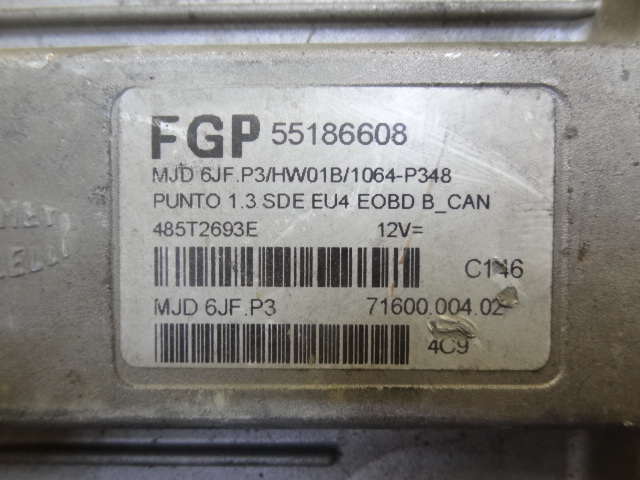 FGP 55186608
MJD 6JF.P3/HW01B/1064-P348
PUNTO 1.3 SDE EU4 EOBD B_CAN
485T2693E 12V=
C146
MJD 6JF.P3 71600.004.02
4C9